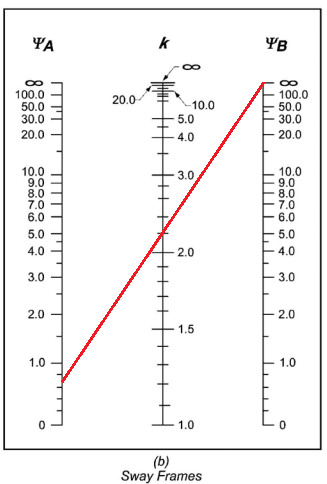 ΨA k ΨB
∞ ∞ ∞
100.0 20.0 10.0 100.0
50.0 5.0 50.0
30.0 30.0
20.0 4.0 20.0
10.0 3.0 10.0
9.0 9.0
8.0 8.0
7.0 7.0
6.0 6.0
5.0 5.0
4.0 2.0 4.0
3.0 3.0
2.0 1.5 2.0
1.0 1.0
0 1.0 0
(b)
Sway Frames